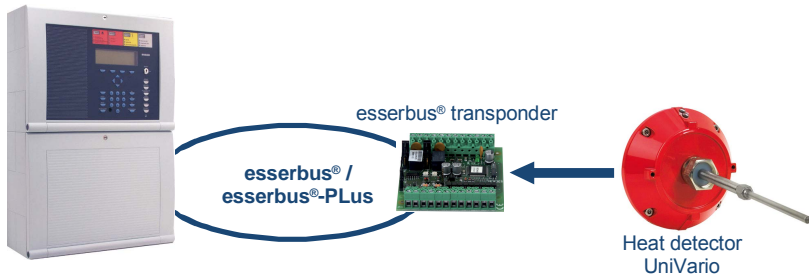 esserbus® transponder
esserbus® /
esserbus®-PLus
Heat detector
UniVario